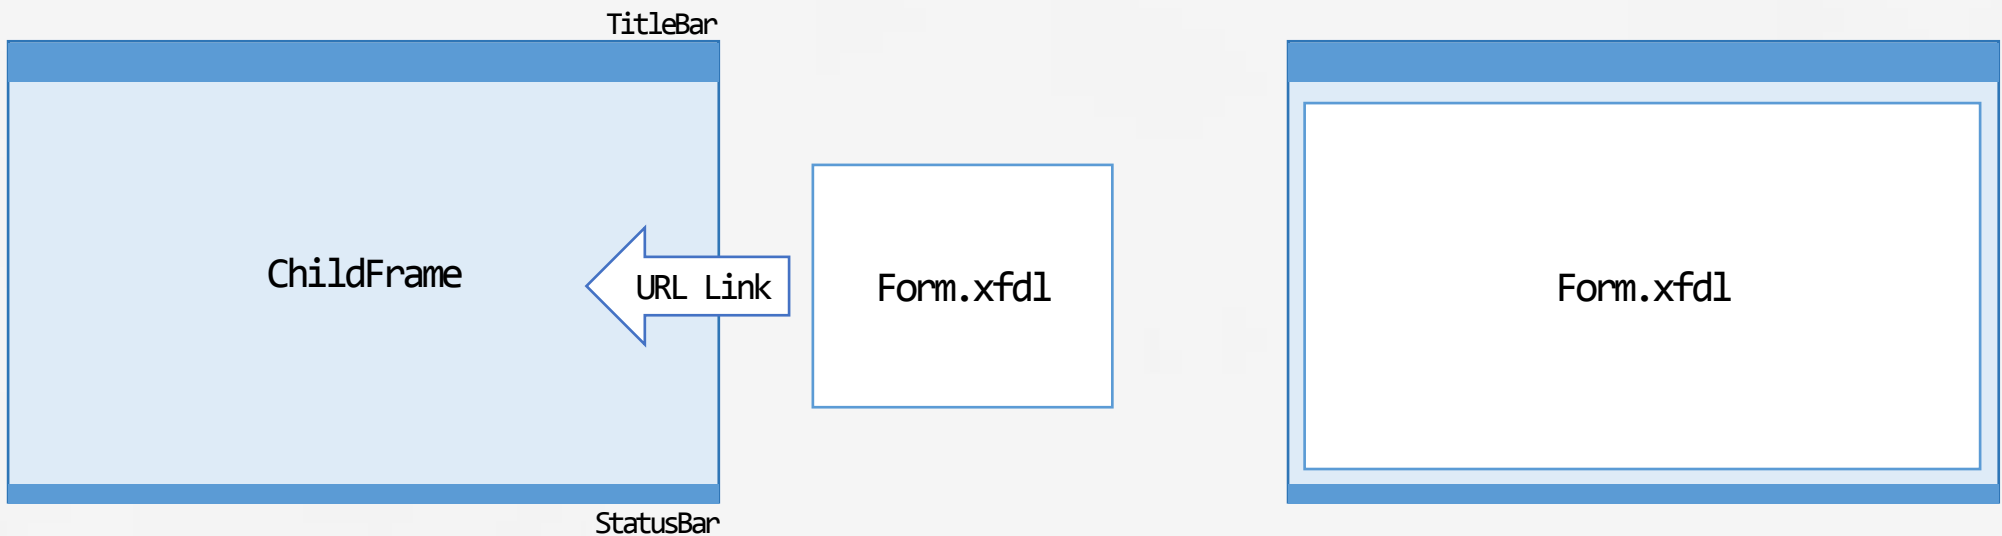 TitleBar
ChildFrame
URL Link
Form.xfdl
Form.xfdl
StatusBar